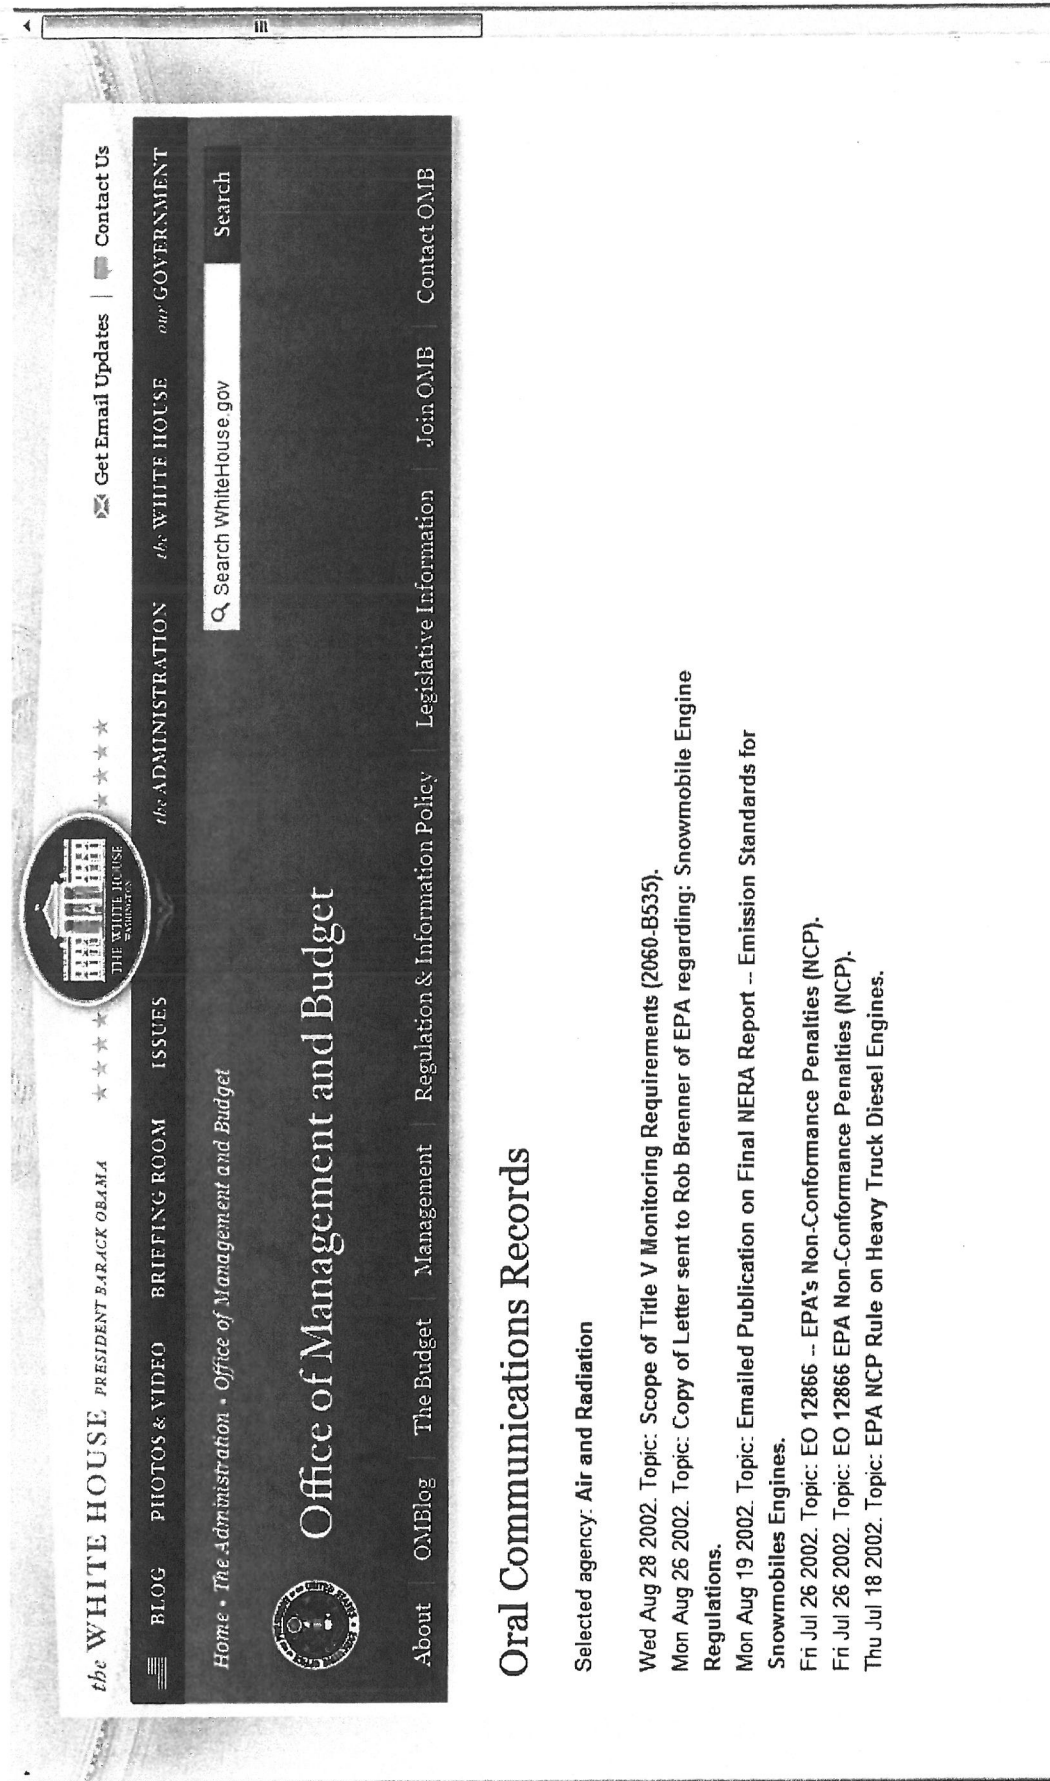 the WHITE HOUSE PRESIDENT BARACK OBAMA
Get Email Updates | Contact Us
THE WHITE HOUSE
WASHINGTON
BLOG PHOTOS & VIDEO BRIEFING ROOM ISSUES the ADMINISTRATION the WHITE HOUSE our GOVERNMENT
Home • The Administration • Office of Management and Budget
Search WhiteHouse.gov Search
Office of Management and Budget
About | OMBlog | The Budget | Management | Regulation & Information Policy | Legislative Information | Join OMB | Contact OMB
Oral Communications Records
Selected agency: Air and Radiation
Wed Aug 28 2002. Topic: Scope of Title V Monitoring Requirements (2060-B535).
Mon Aug 26 2002. Topic: Copy of Letter sent to Rob Brenner of EPA regarding: Snowmobile Engine
Regulations.
Mon Aug 19 2002. Topic: Emailed Publication on Final NERA Report -- Emission Standards for
Snowmobiles Engines.
Fri Jul 26 2002. Topic: EO 12866 -- EPA's Non-Conformance Penalties (NCP).
Fri Jul 26 2002. Topic: EO 12866 EPA Non-Conformance Penalties (NCP).
Thu Jul 18 2002. Topic: EPA NCP Rule on Heavy Truck Diesel Engines.